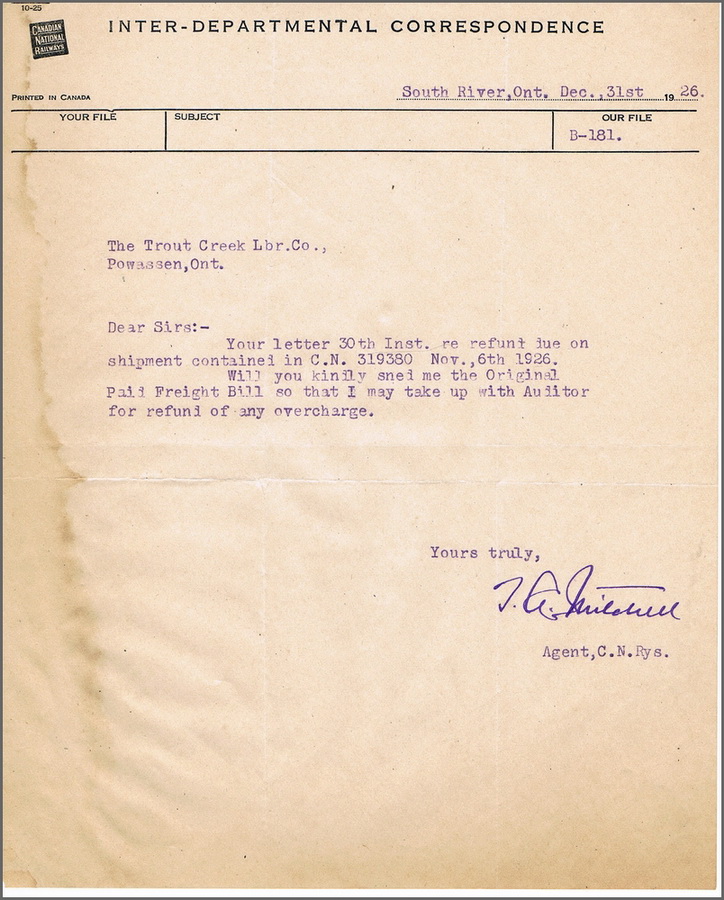 10-25
CANADIAN
NATIONAL
RAILWAYS
INTER-DEPARTMENTAL CORRESPONDENCE
PRINTED IN CANADA
South River,Ont. Dec.,31st 1926.
YOUR FILE SUBJECT OUR FILE
B-181.
The Trout Creek Lbr.Co.,
Powassen,Ont.
Dear Sirs:-
Your letter 30th Inst. re refund due on
shipment contained in C.N. 319380 Nov.,6th 1926.
Will you kindly sned me the Original
Paid Freight Bill so that I may take up with Auditor
for refund of any overcharge.
Yours truly,
T. A. Mitchell
Agent,C.N.Rys.